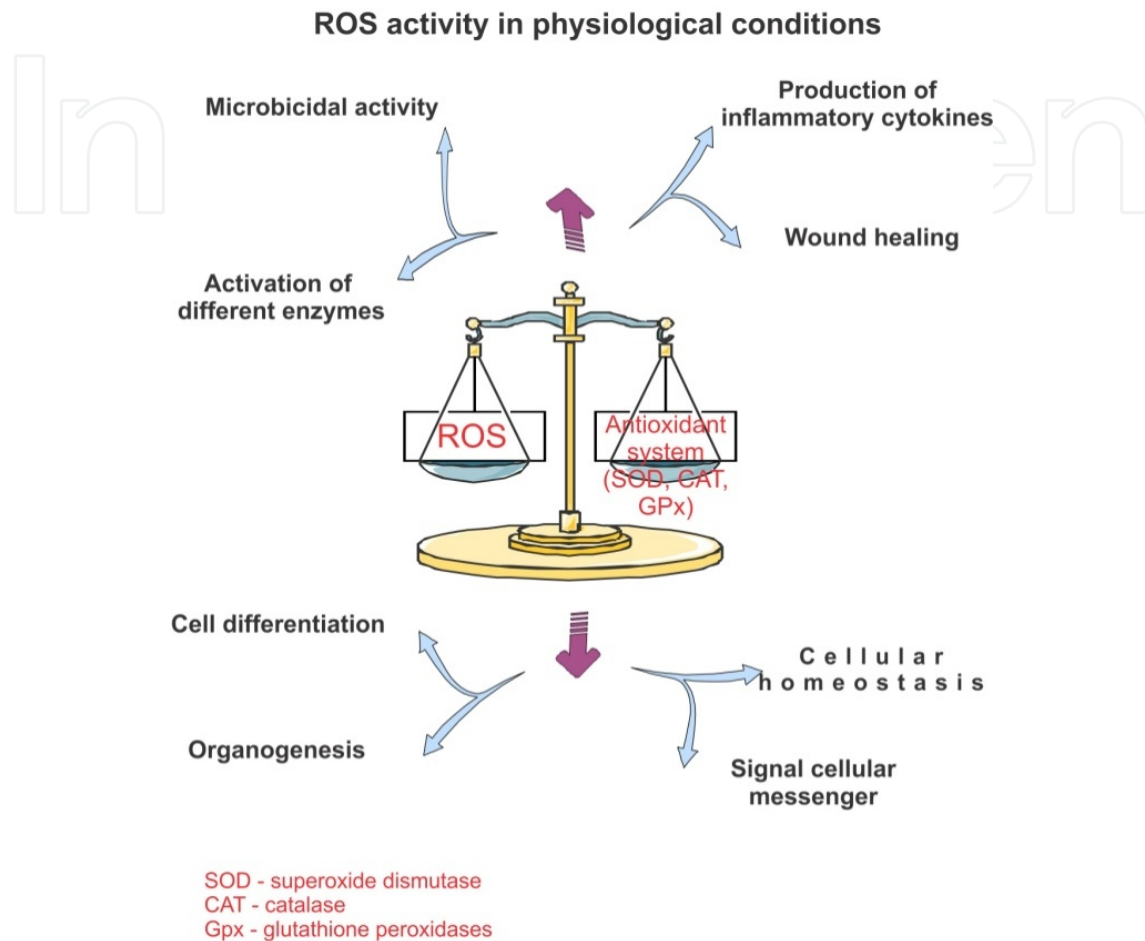 ROS activity in physiological conditions
In
en
Microbicidal activity
Production of
inflammatory cytokines
Wound healing
Activation of
different enzymes
ROS
Antioxidant
system
(SOD, CAT,
GPx)
Cell differentiation
Cellular
homeostasis
Organogenesis
Signal cellular
messenger
SOD - superoxide dismutase
CAT - catalase
Gpx - glutathione peroxidases